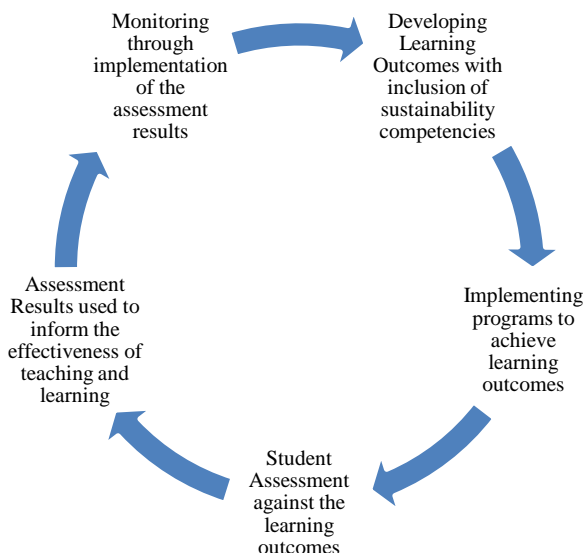 Monitoring
through
implementation
of the
assessment
results
Developing
Learning
Outcomes with
inclusion of
sustainability
competencies
Implementing
programs to
achieve
learning
outcomes
Student
Assessment
against the
learning
outcomes
Assessment
Results used to
inform the
effectiveness of
teaching and
learning